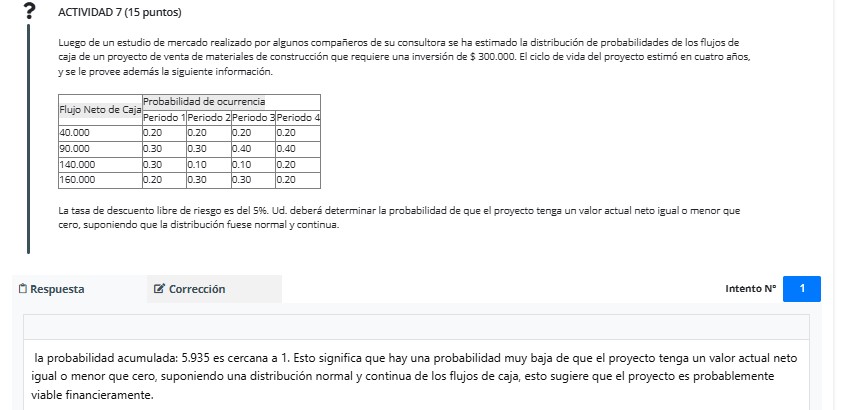 ?
ACTIVIDAD 7 (15 puntos)
Luego de un estudio de mercado realizado por algunos compañeros de su consultora se ha estimado la distribución de probabilidades de los flujos de
caja de un proyecto de venta de materiales de construcción que requiere una inversión de $ 300.000. El ciclo de vida del proyecto estimó en cuatro años,
y se le provee además la siguiente información.
Flujo Neto de Caja Probabilidad de ocurrencia
Periodo 1 Periodo 2 Periodo 3 Periodo 4
40.000 0.20 0.20 0.20 0.20
90.000 0.30 0.30 0.40 0.40
140.000 0.30 0.10 0.10 0.20
160.000 0.20 0.30 0.30 0.20
La tasa de descuento libre de riesgo es del 5%. Ud. deberá determinar la probabilidad de que el proyecto tenga un valor actual neto igual o menor que
cero, suponiendo que la distribución fuese normal y continua.
Respuesta Corrección Intento Nº 1
la probabilidad acumulada: 5.935 es cercana a 1. Esto significa que hay una probabilidad muy baja de que el proyecto tenga un valor actual neto
igual o menor que cero, suponiendo una distribución normal y continua de los flujos de caja, esto sugiere que el proyecto es probablemente
viable financieramente.